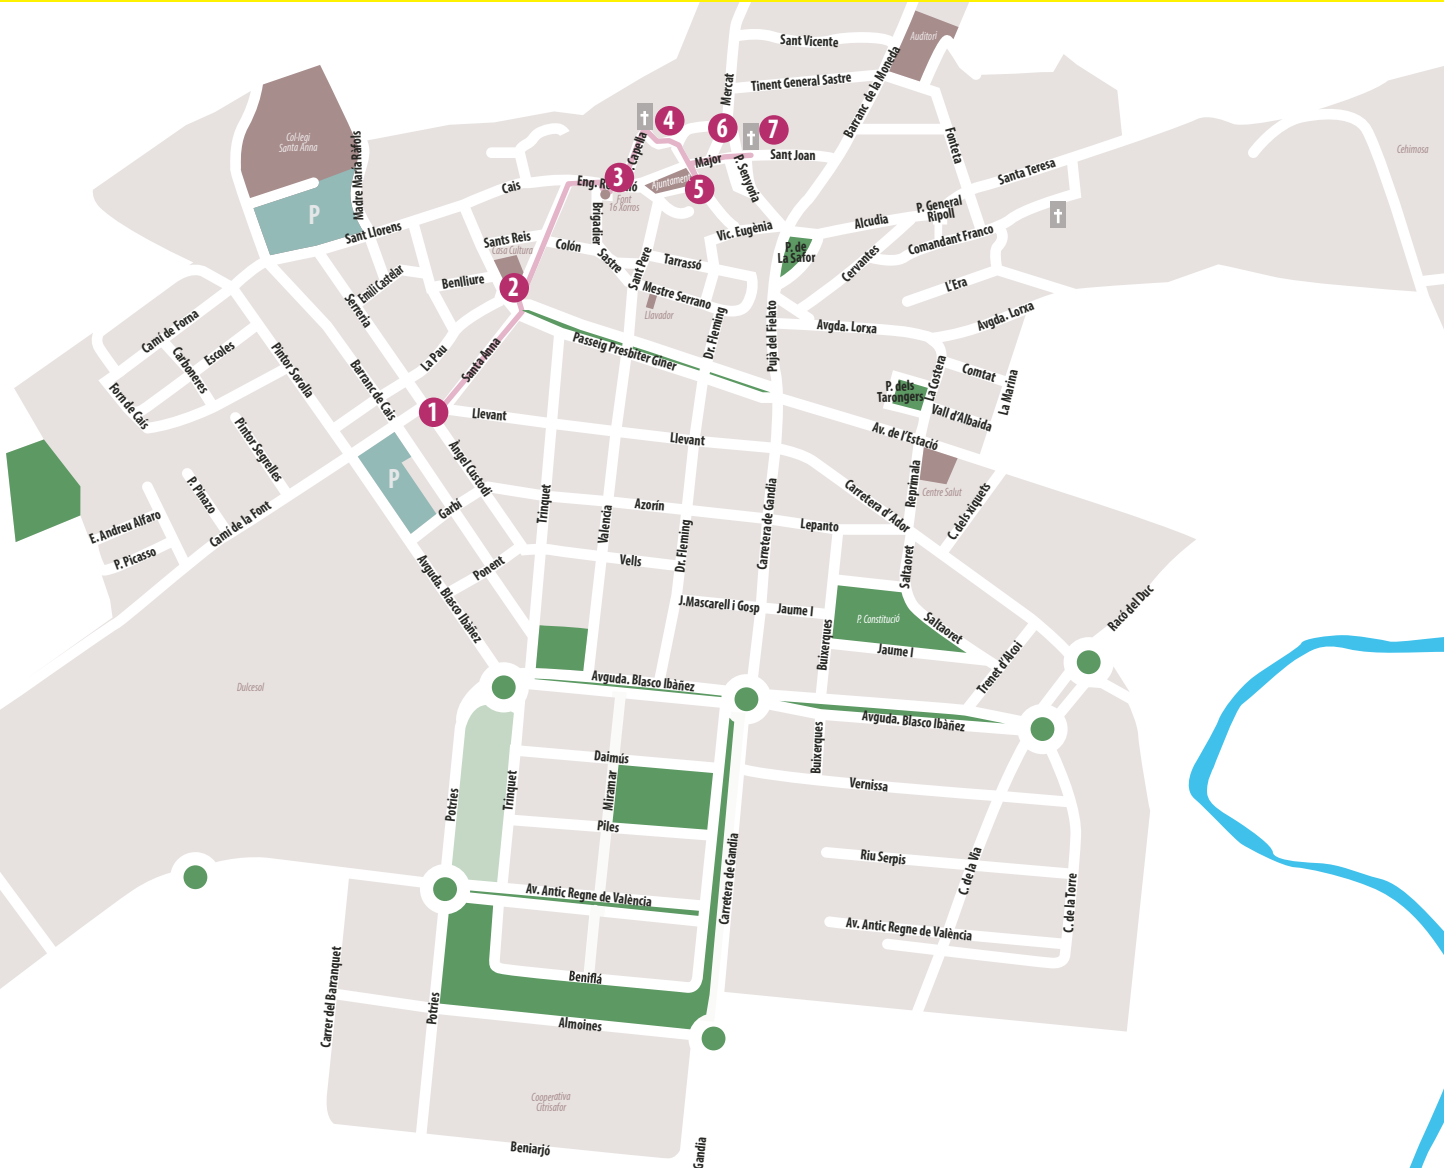 Auditori
Sant Vicente
Mercat
Tinent General Sastre
Barranc de la Moneda
Col·legi
Santa Anna
Madre Maria Ràfols
P
4
6
7
Major
P. Senyoria
Sant Joan
Fonteta
Cehimosa
Santa Teresa
Capella
3
Ajuntament
5
Cais
Font
16 Xorros
Brigadier
Sastre
P. General
Ripoll
Alcudia
Comandant Franco
Sant Llorens
Sants Reis
Casa Cultura
Colón
Vic. Eugènia
P. de
La Safor
Cervantes
Emili Castelar
Benlliure
2
Sant Pere
Tarrassó
Mestre Serrano
Llavador
L'Era
Serreria
Camí de Forna
Carboneres
Escoles
Pintor Sorolla
La Pau
Santa Anna
Passeig Presbiter Giner
Dr. Fleming
Pujà del Fielato
Avgda. Lorxa
Avgda. Lorxa
Forn de Cais
Barranc de Cais
Comtat
La Costera
La Marina
P. dels
Tarongers
Vall d'Albaida
1
Llevant
Llevant
Av. de l'Estació
Pintor Segrelles
Àngel Custodi
P
Centre Salut
Reprimala
C. dels xiquets
P. Pinazo
Camí de la Font
E. Andreu Alfaro
P. Picasso
Garbí
Trinquet
Valencia
Azorín
Carretera de Gandia
Carretera d'Ador
Lepanto
Dr. Fleming
Vells
Ponent
Avguda. Blasco Ibàñez
Saltaoret
J.Mascarell i Gosp
Jaume I
P. Constitució
Saltaoret
Jaume I
Buixerques
Racó del Duc
Trenet d'Alcoi
Dulcesol
Avguda. Blasco Ibàñez
Avguda. Blasco Ibàñez
Buixerques
Daimús
Miramar
Trinquet
Potries
Piles
Vernissa
Riu Serpis
C. de la Via
C. de la Torre
Carretera de Gandia
Av. Antic Regne de València
Av. Antic Regne de València
Beniflá
Carrer del Barranquet
Potries
Almoines
Cooperativa
Citrisafor
Beniarjó
Gandia